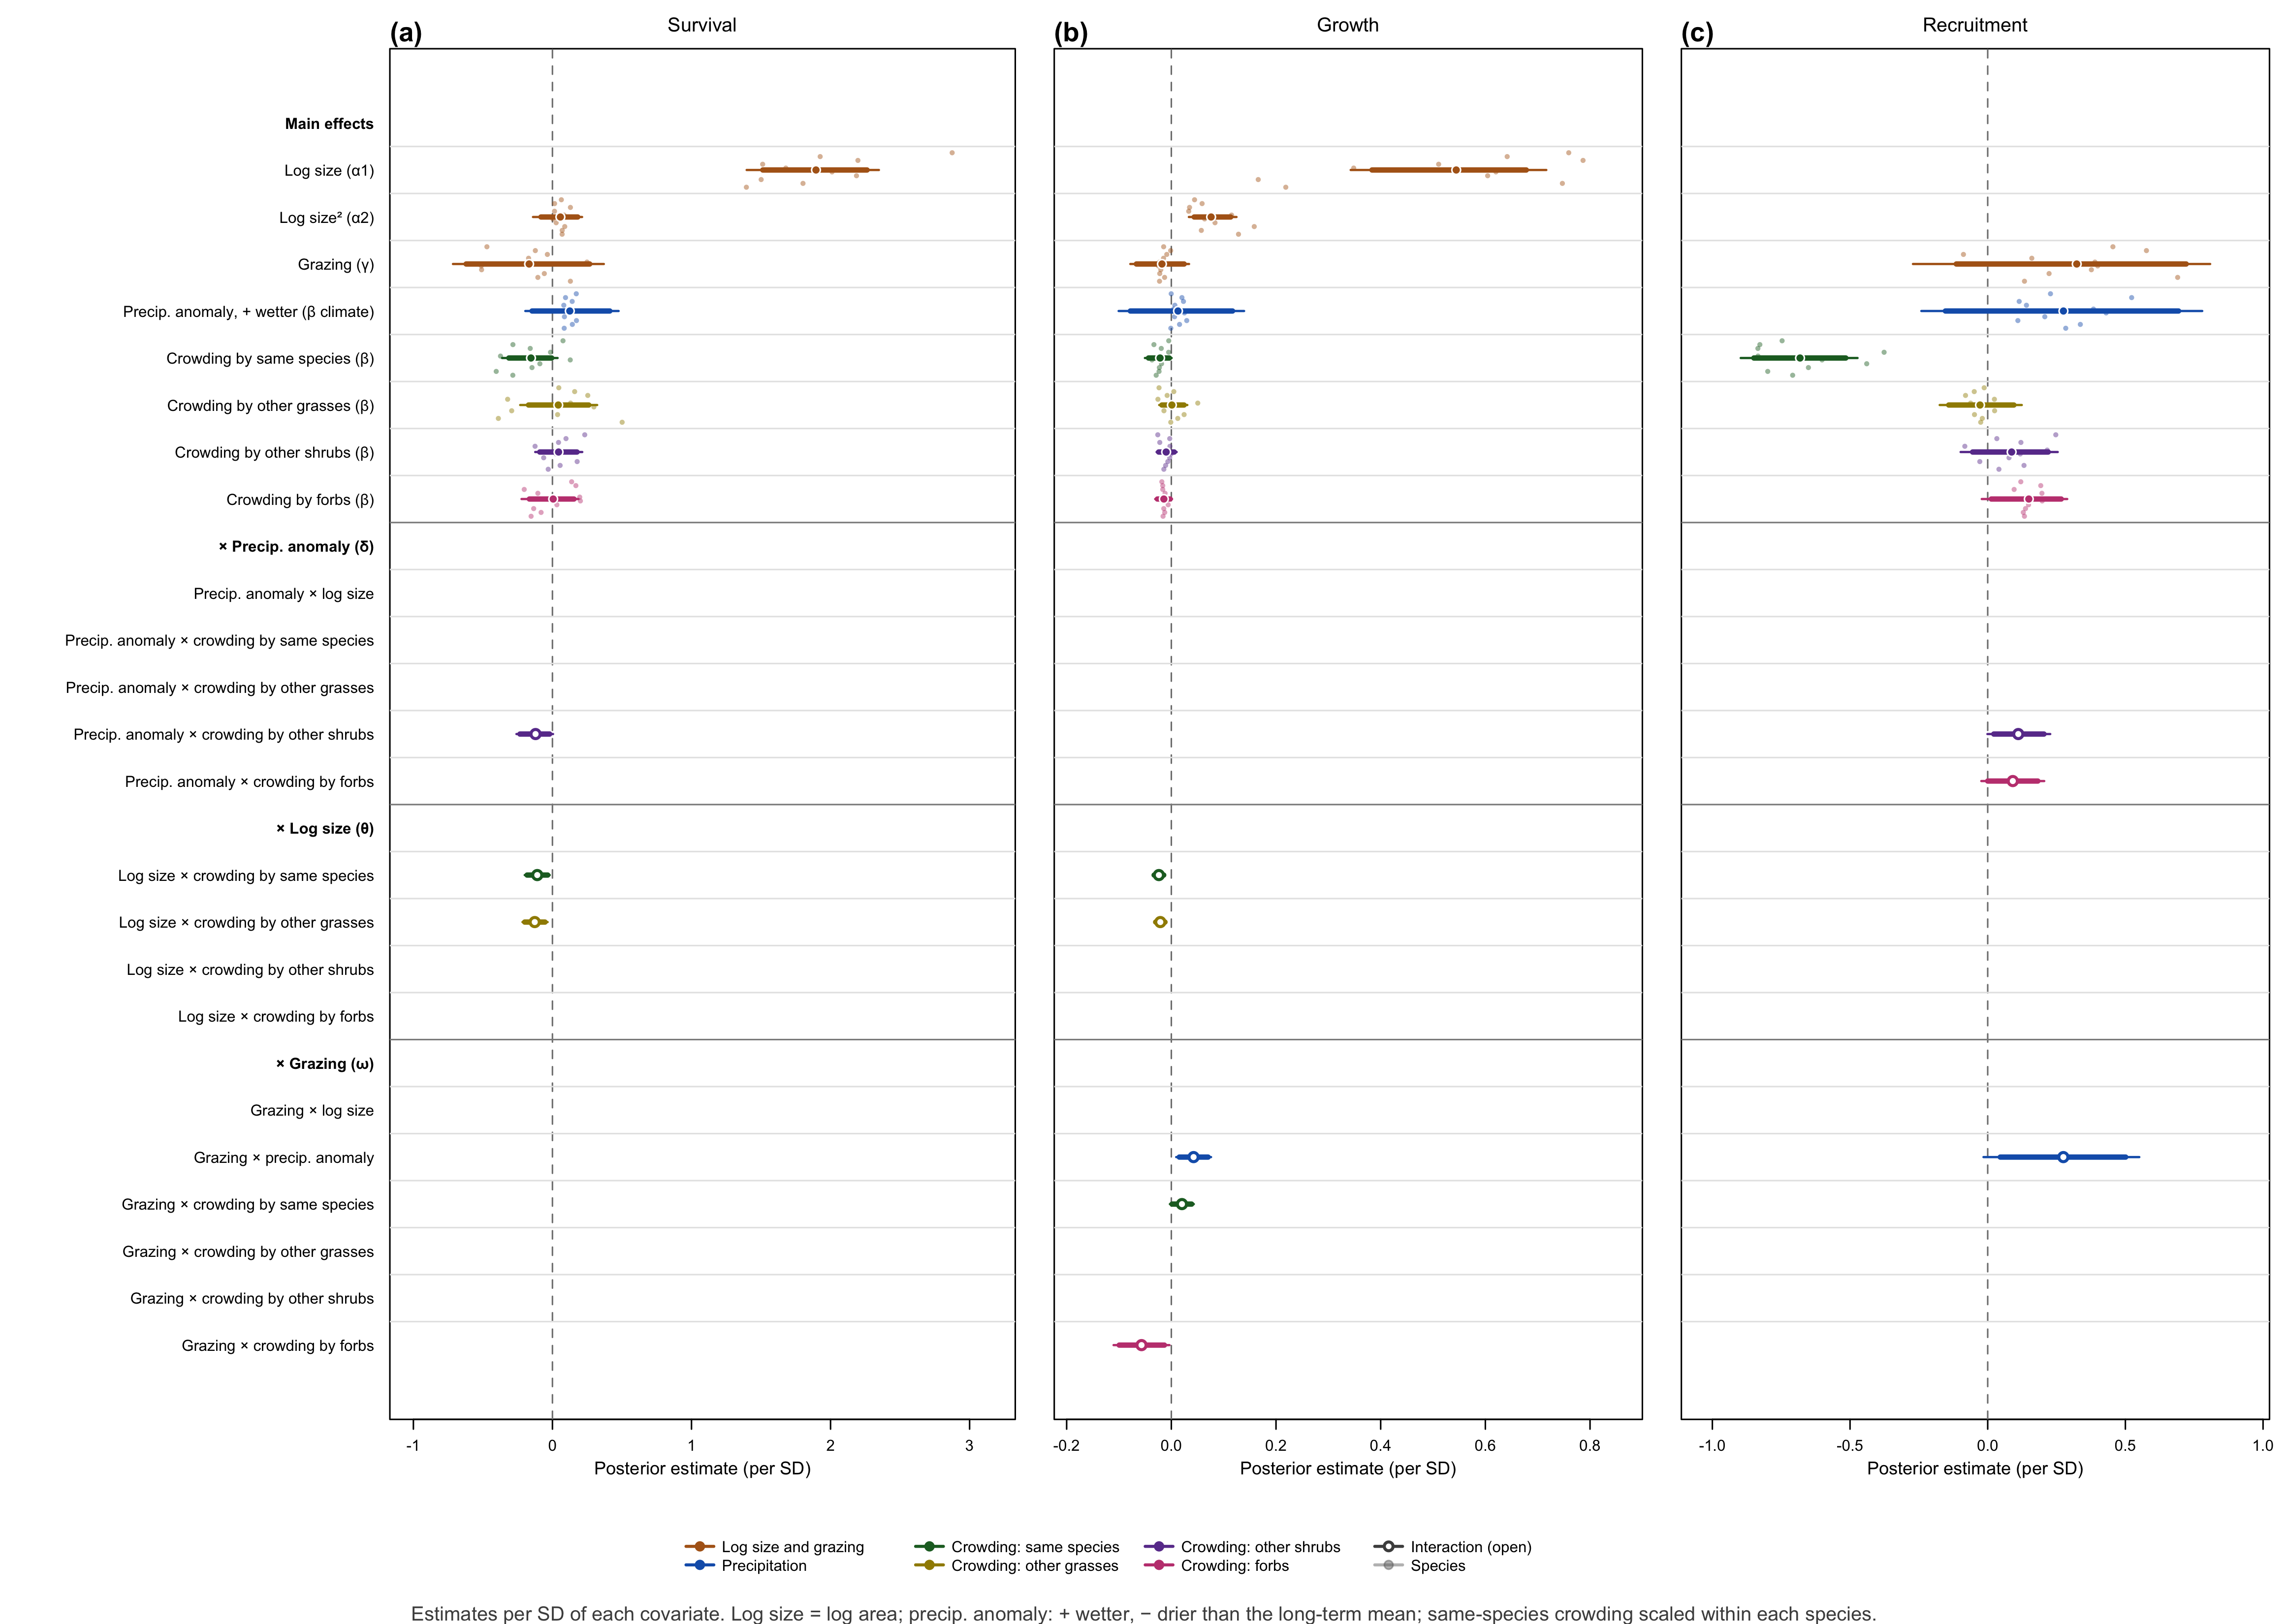 (a) Survival
(b) Growth
(c) Recruitment
Main effects
Log size (α1)
Log size² (α2)
Grazing (γ)
Precip. anomaly, + wetter (β climate)
Crowding by same species (β)
Crowding by other grasses (β)
Crowding by other shrubs (β)
Crowding by forbs (β)
× Precip. anomaly (δ)
Precip. anomaly × log size
Precip. anomaly × crowding by same species
Precip. anomaly × crowding by other grasses
Precip. anomaly × crowding by other shrubs
Precip. anomaly × crowding by forbs
× Log size (θ)
Log size × crowding by same species
Log size × crowding by other grasses
Log size × crowding by other shrubs
Log size × crowding by forbs
× Grazing (ω)
Grazing × log size
Grazing × precip. anomaly
Grazing × crowding by same species
Grazing × crowding by other grasses
Grazing × crowding by other shrubs
Grazing × crowding by forbs
-1 0 1 2 3
Posterior estimate (per SD)
-0.2 0.0 0.2 0.4 0.6 0.8
Posterior estimate (per SD)
-1.0 -0.5 0.0 0.5 1.0
Posterior estimate (per SD)
Log size and grazing
Precipitation
Crowding: same species
Crowding: other grasses
Crowding: other shrubs
Crowding: forbs
Interaction (open)
Species
Estimates per SD of each covariate. Log size = log area; precip. anomaly: + wetter, − drier than the long-term mean; same-species crowding scaled within each species.